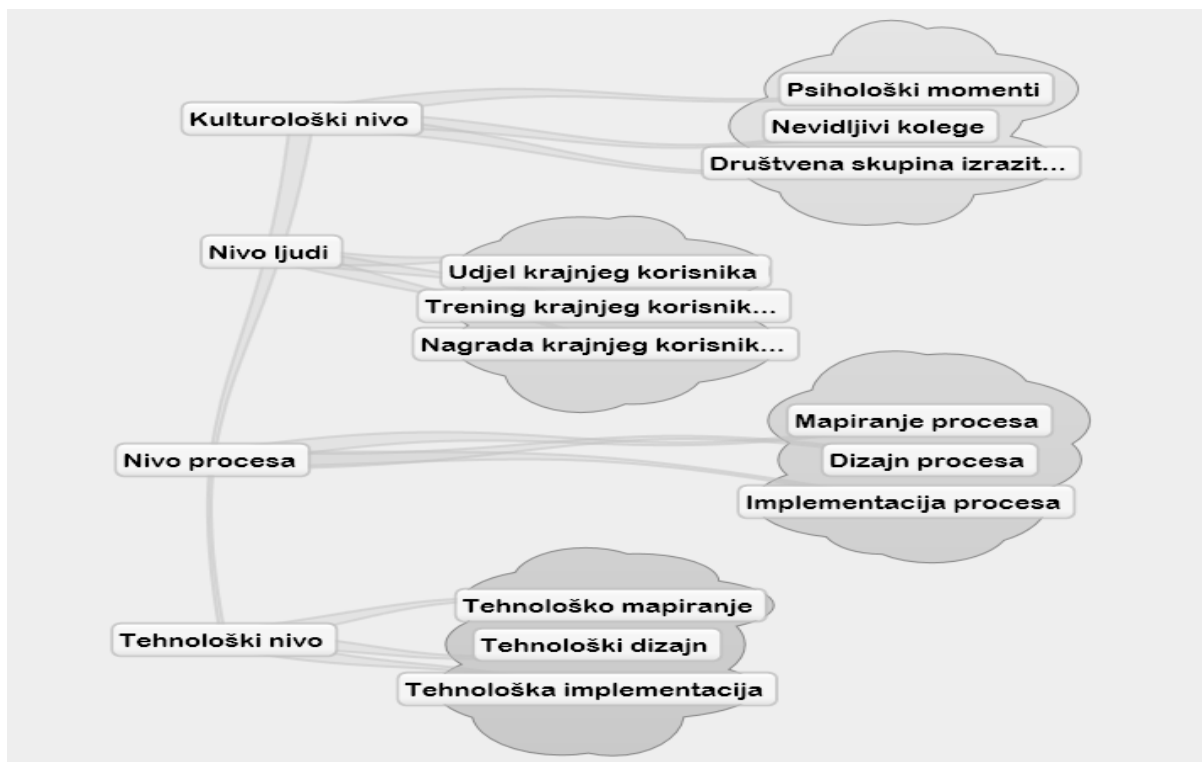 Kulturološki nivo
Psihološki momenti
Nevidljivi kolege
Društvena skupina izrazit...
Nivo ljudi
Udjel krajnjeg korisnika
Trening krajnjeg korisnik...
Nagrada krajnjeg korisnik...
Nivo procesa
Mapiranje procesa
Dizajn procesa
Implementacija procesa
Tehnološki nivo
Tehnološko mapiranje
Tehnološki dizajn
Tehnološka implementacija